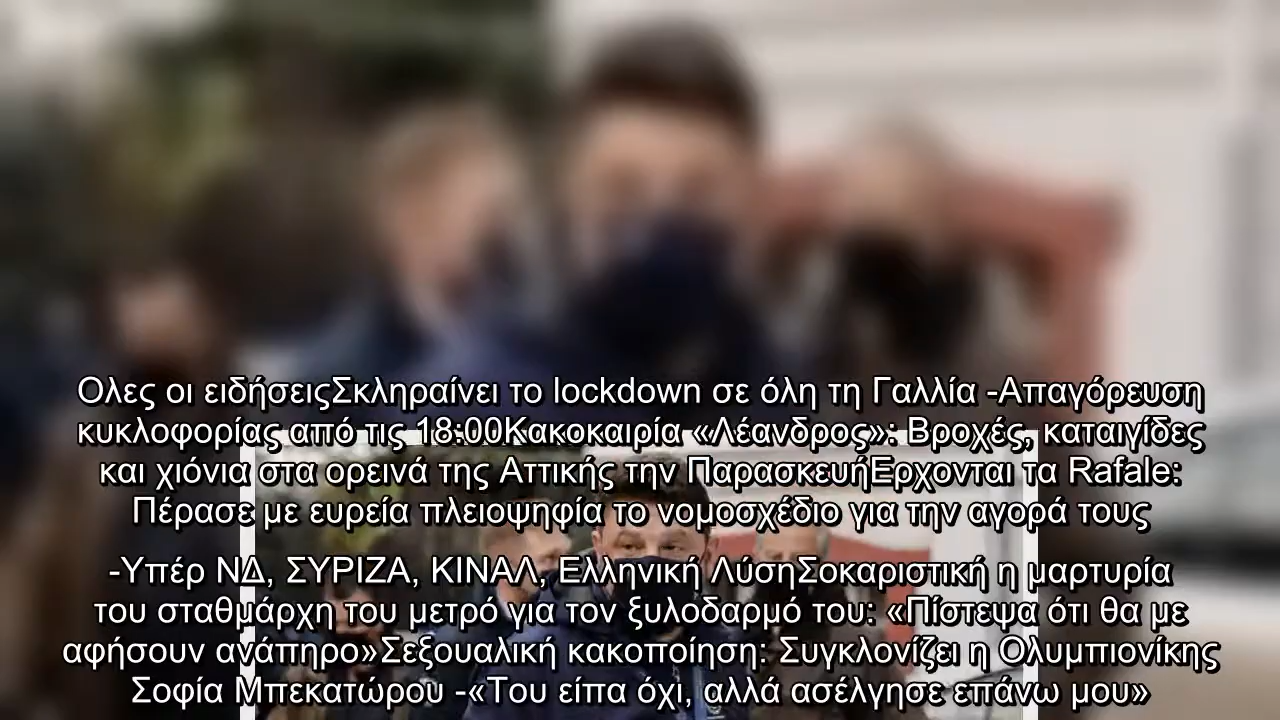 Ολες οι ειδήσειςΣκληραίνει το lockdown σε όλη τη Γαλλία -Απαγόρευση
κυκλοφορίας από τις 18:00Κακοκαιρία «Λέανδρος»: Βροχές, καταιγίδες
και χιόνια στα ορεινά της Αττικής την ΠαρασκευήΕρχονται τα Rafale:
Πέρασε με ευρεία πλειοψηφία το νομοσχέδιο για την αγορά τους
-Υπέρ ΝΔ, ΣΥΡΙΖΑ, ΚΙΝΑΛ, Ελληνική ΛύσηΣοκαριστική η μαρτυρία
του σταθμάρχη του μετρό για τον ξυλοδαρμό του: «Πίστεψα ότι θα με
αφήσουν ανάπηρο»Σεξουαλική κακοποίηση: Συγκλονίζει η Ολυμπιονίκης
Σοφία Μπεκατώρου -«Του είπα όχι, αλλά ασέλγησε επάνω μου»